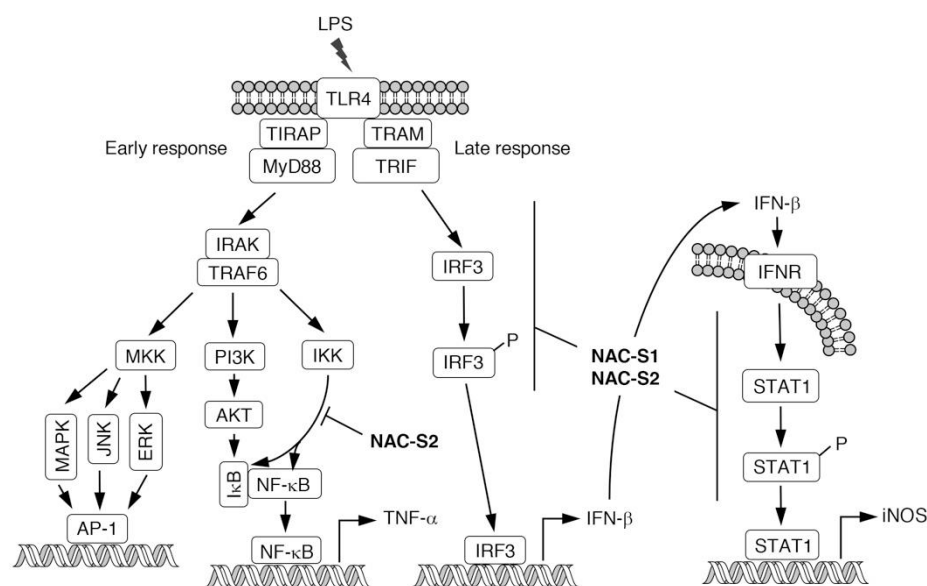 LPS
TLR4
TIRAP
TRAM
Early response
MyD88
TRIF
Late response
IRAK
TRAF6
MKK
PI3K
IKK
MAPK
JNK
ERK
AKT
NAC-S2
IκB
NF-κB
AP-1
NF-κB
TNF-α
IRF3
IRF3
P
IRF3
IFN-β
NAC-S1
NAC-S2
IFN-β
IFNR
STAT1
STAT1
P
STAT1
iNOS